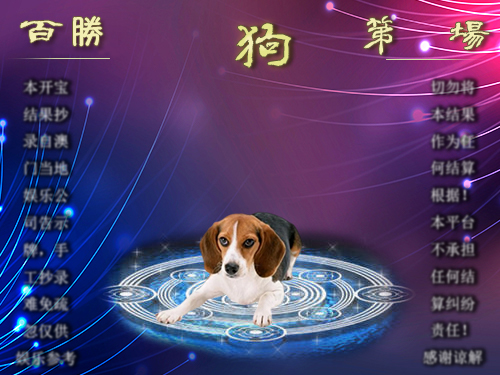 百勝
狗
第 場
本开宝
结果抄
录自澳
门当地
娱乐公
司告示
牌，手
工抄录
难免疏
忽仅供
娱乐参考
切勿将
本结果
作为任
何结算
根据！
本平台
不承担
任何结
算纠纷
责任！
感谢谅解